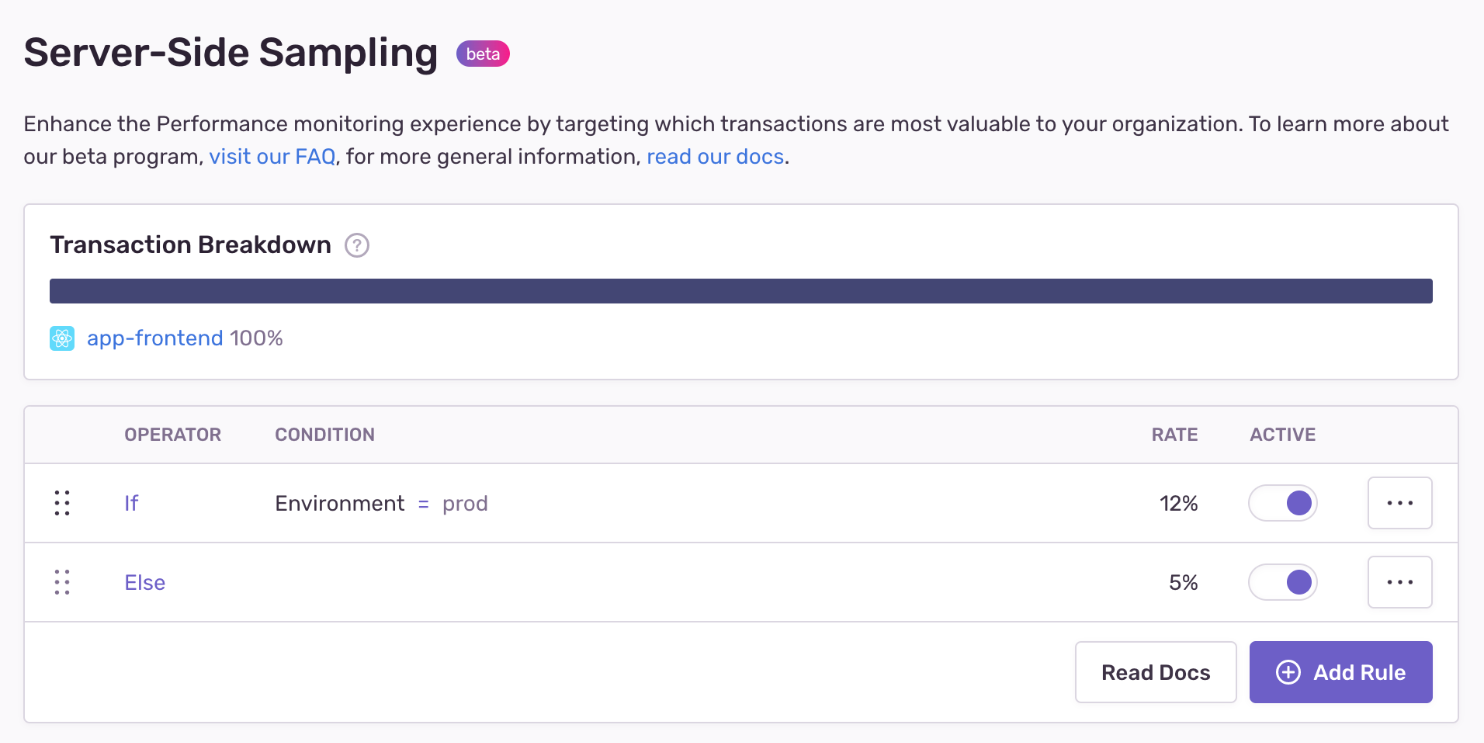 Server-Side Sampling beta
Enhance the Performance monitoring experience by targeting which transactions are most valuable to your organization. To learn more about
our beta program, visit our FAQ, for more general information, read our docs.
Transaction Breakdown ?
app-frontend 100%
OPERATOR CONDITION RATE ACTIVE
If Environment = prod 12%
Else 5%
Read Docs Add Rule